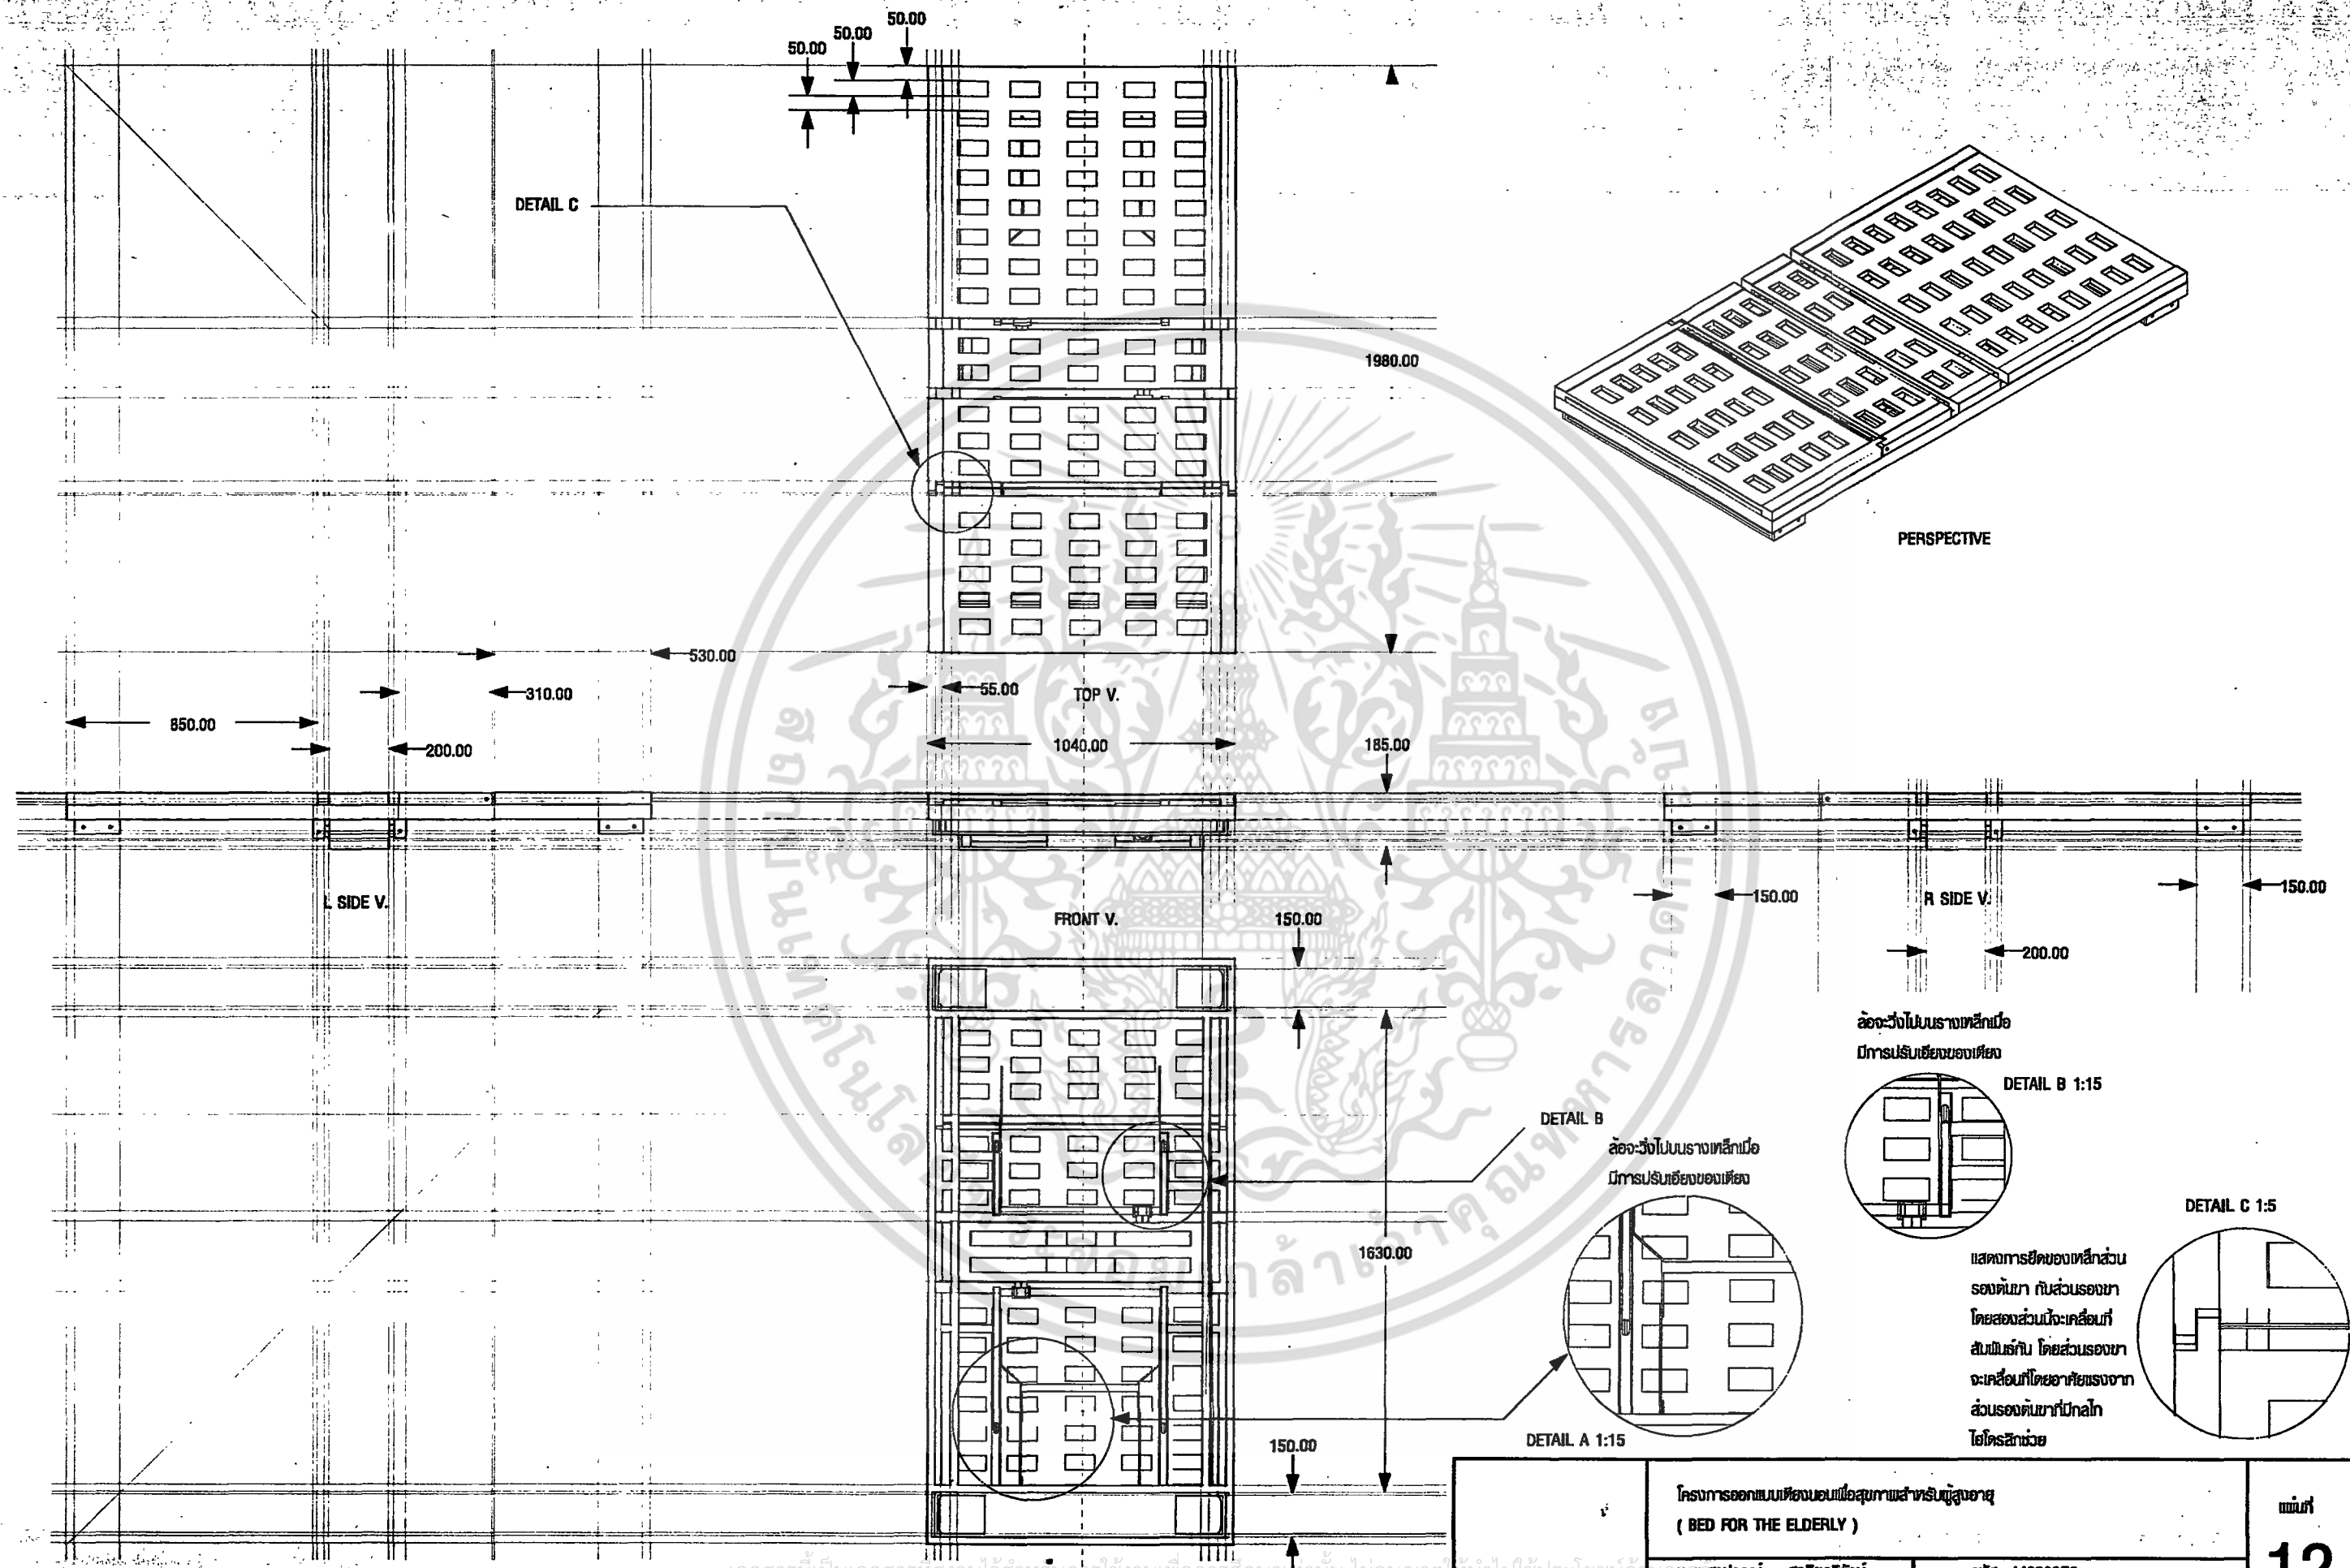 50.00
50.00
50.00
DETAIL C
1980.00
PERSPECTIVE
530.00
310.00
55.00
TOP V.
850.00
200.00
1040.00
185.00
L SIDE V.
FRONT V.
150.00
150.00
R SIDE V.
150.00
200.00
ล้อจะวิ่งไปบนรางเหล็กเมื่อ
มีการปรับเอียงของเตียง
DETAIL B 1:15
DETAIL B
ล้อจะวิ่งไปบนรางเหล็กเมื่อ
มีการปรับเอียงของเตียง
DETAIL C 1:5
1630.00
แสดงการยึดของเหล็กส่วน
รองต้นขา กับส่วนรองขา
โดยสองส่วนนี้จะเคลื่อนที่
สัมพันธ์กัน โดยส่วนรองขา
จะเคลื่อนที่โดยอาศัยแรงจาก
ส่วนรองต้นขาที่มีกลไก
ไฮโดรลิกช่วย
DETAIL A 1:15
150.00
โครงการออกแบบเตียงนอนเพื่อสุขภาพสำหรับผู้สูงอายุ
( BED FOR THE ELDERLY )
แผ่นที่
12